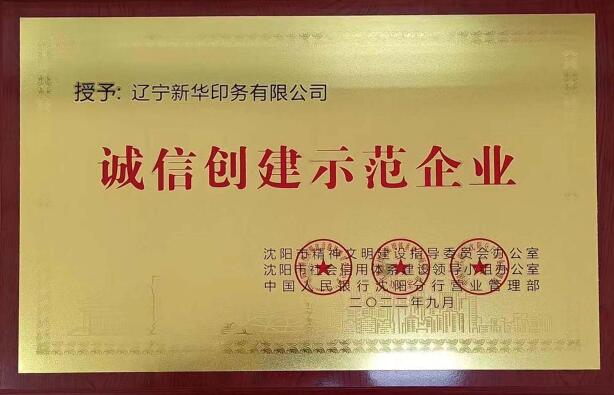 授予: 辽宁新华印务有限公司
诚信创建示范企业
沈阳市精神文明建设指导委员会办公室
沈阳市社会信用体系建设领导小组办公室
中国人民银行沈阳分行营业管理部
二〇二二年九月